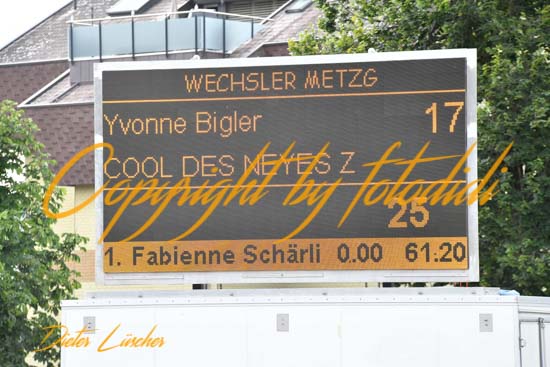 WECHSLER METZG
Yvonne Bigler 17
COOL DES NEYES Z
25
1. Fabienne Schärli 0.00 61.20
Copyright by fotodidi
Dieter Lüscher